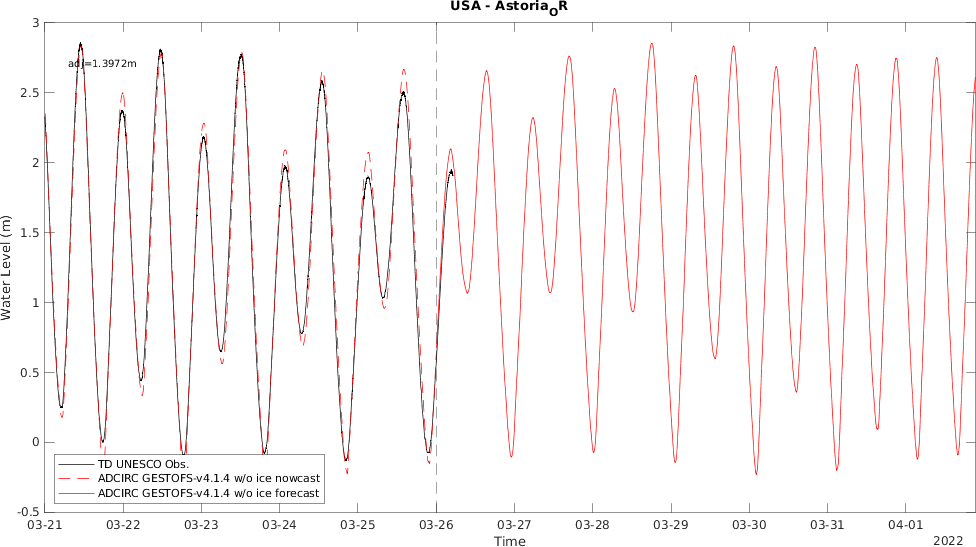 USA - Astoria_OR
adj=1.3972m
3
2.5
2
1.5
1
0.5
0
-0.5
Water Level (m)
TD UNESCO Obs.
ADCIRC GESTOFS-v4.1.4 w/o ice nowcast
ADCIRC GESTOFS-v4.1.4 w/o ice forecast
03-21 03-22 03-23 03-24 03-25 03-26 03-27 03-28 03-29 03-30 03-31 04-01
Time
2022